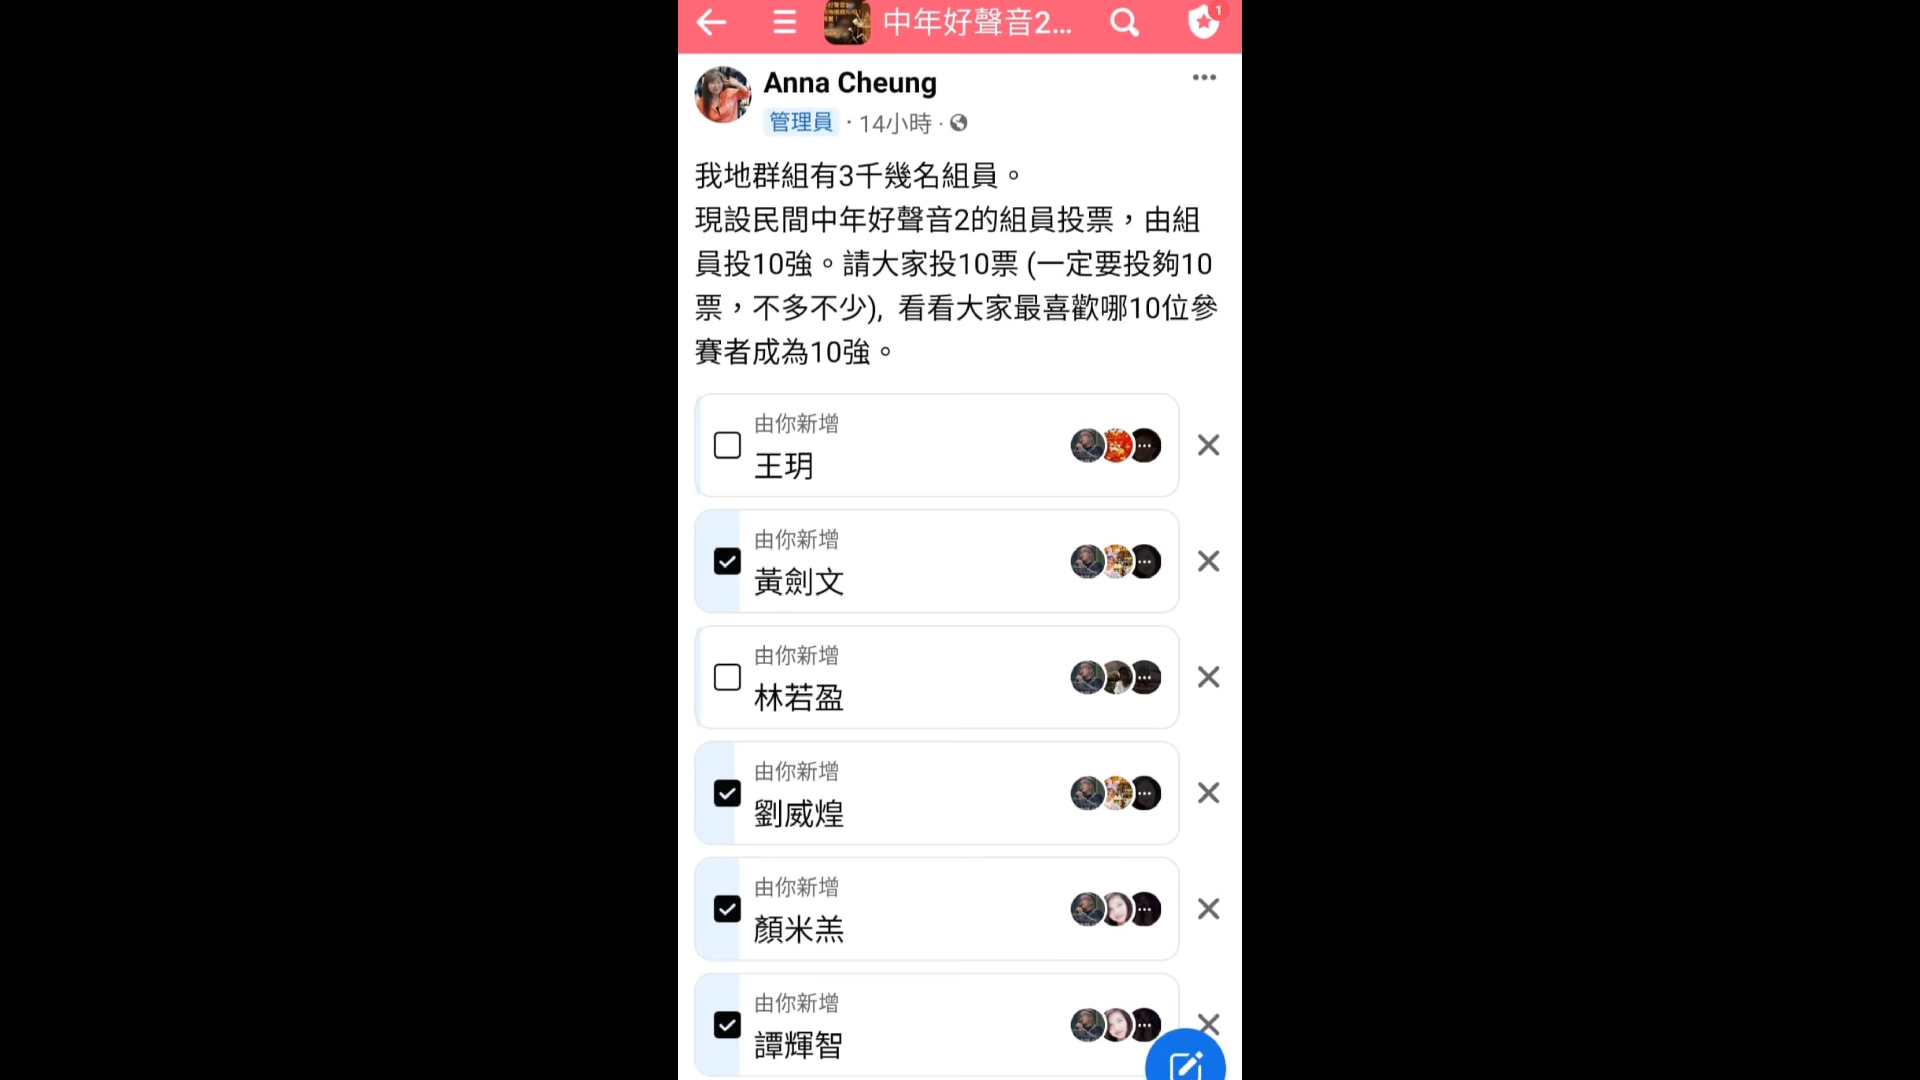 中年好聲音2...
1
Anna Cheung
管理員 · 14小時 ·
我地群組有3千幾名組員。
現設民間中年好聲音2的組員投票，由組
員投10強。請大家投10票 (一定要投夠10
票，不多不少), 看看大家最喜歡哪10位參
賽者成為10強。
由你新增
王玥
由你新增
黃劍文
由你新增
林若盈
由你新增
劉威煌
由你新增
顏米羔
由你新增
譚輝智